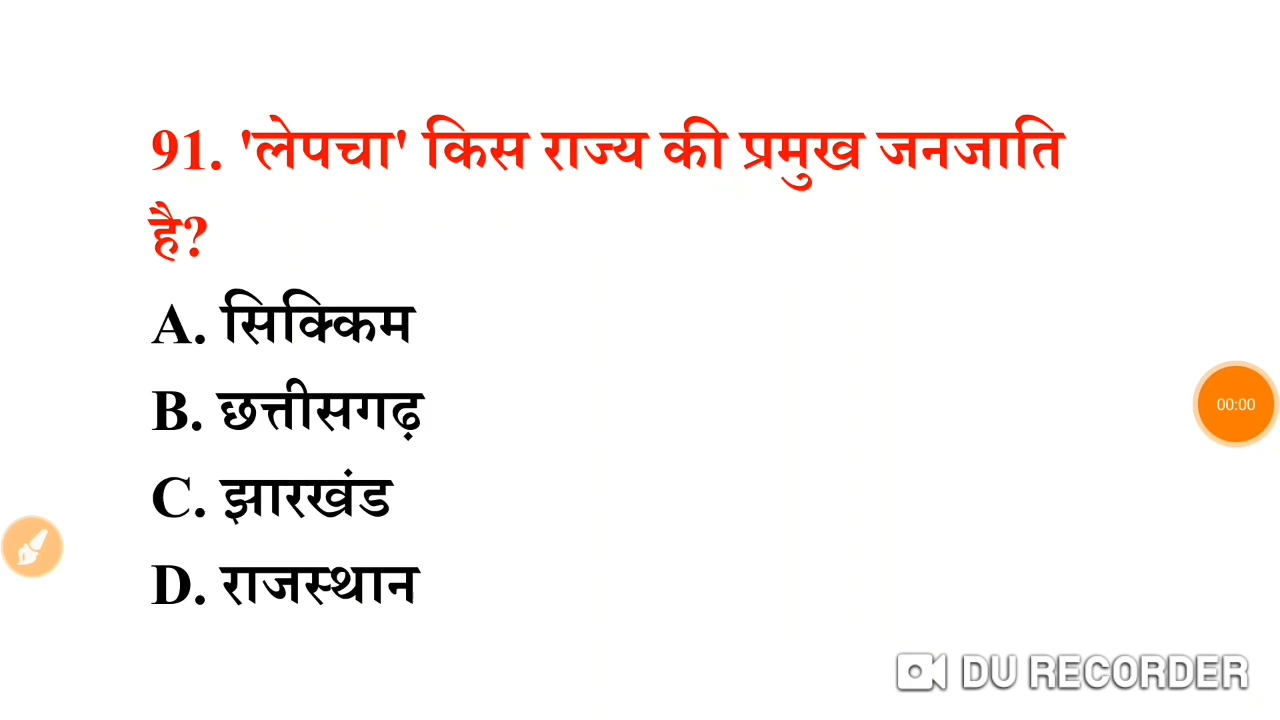 91. 'लेपचा' किस राज्य की प्रमुख जनजाति
है?
A. सिक्किम
B. छत्तीसगढ़
C. झारखंड
D. राजस्थान
00:00
DU RECORDER